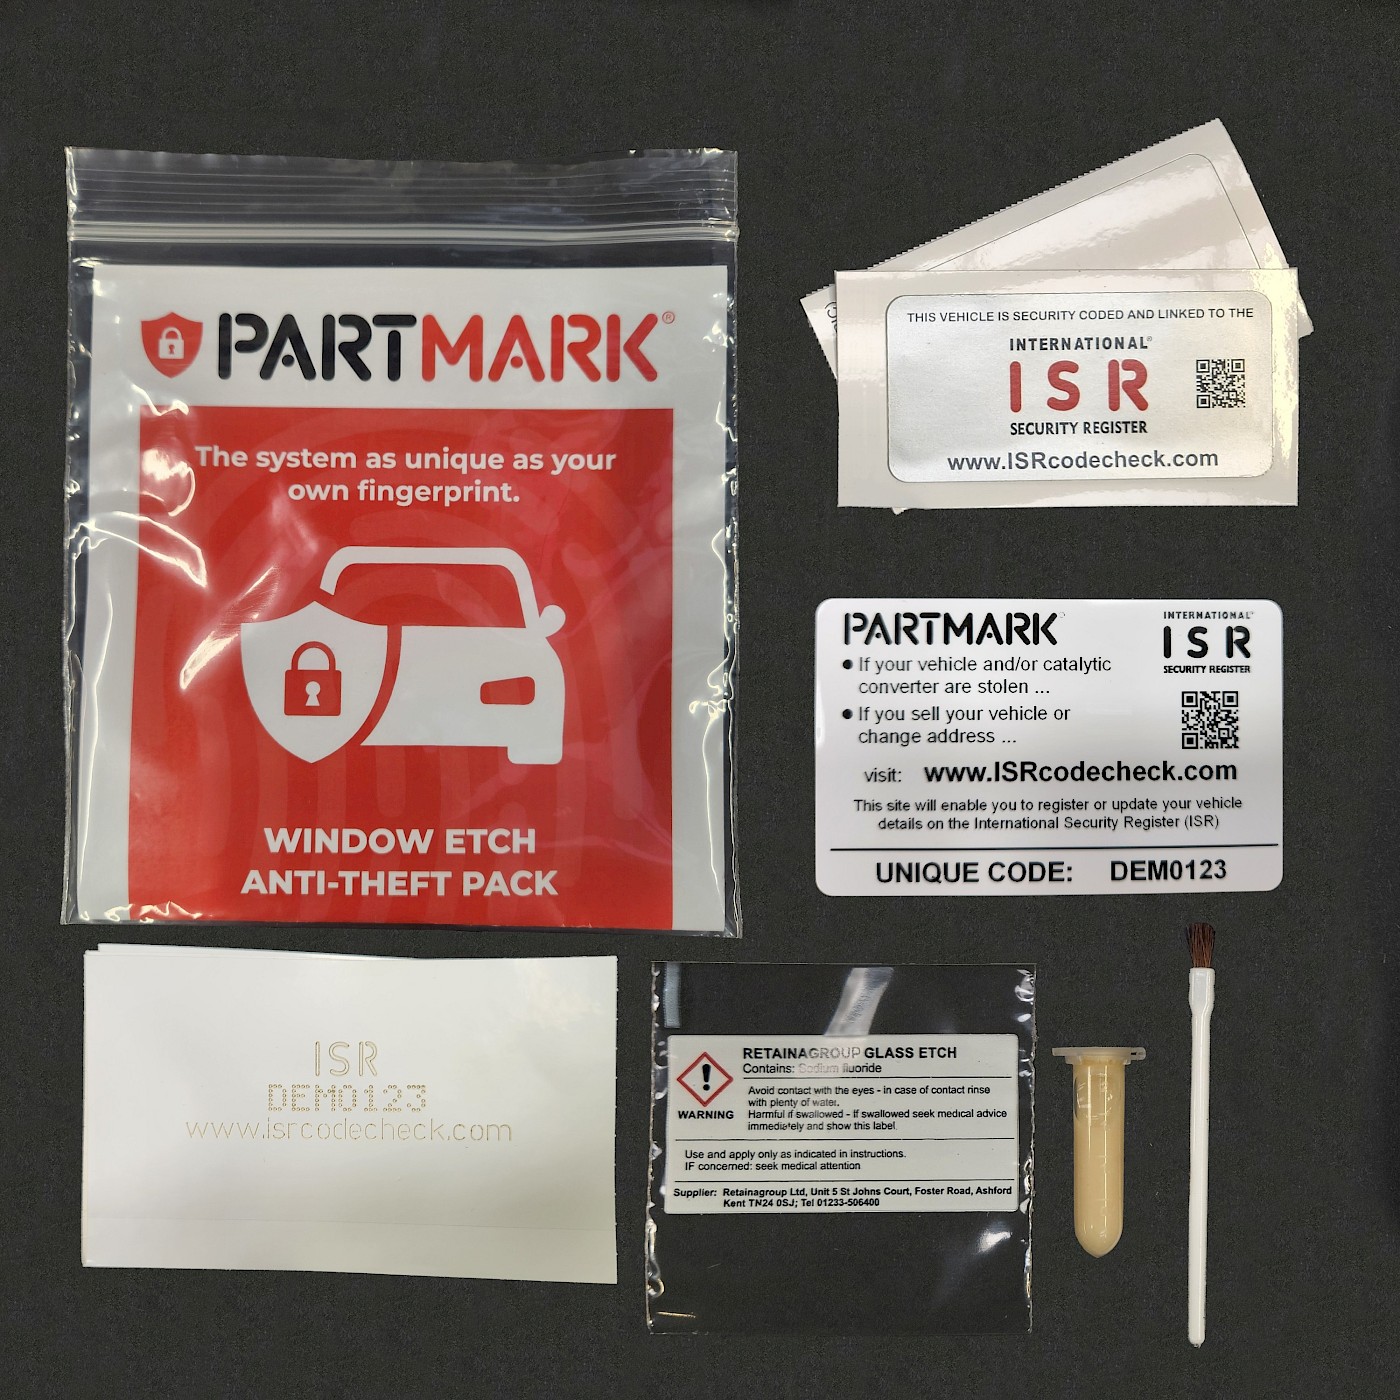 PARTMARK®
The system as unique as your
own fingerprint.
WINDOW ETCH
ANTI-THEFT PACK
THIS VEHICLE IS SECURITY CODED AND LINKED TO THE
INTERNATIONAL®
ISR
SECURITY REGISTER
www.ISRcodecheck.com
PARTMARK
INTERNATIONAL
ISR
SECURITY REGISTER
● If your vehicle and/or catalytic
converter are stolen ...
● If you sell your vehicle or
change address ...
visit: www.ISRcodecheck.com
This site will enable you to register or update your vehicle
details on the International Security Register (ISR)
UNIQUE CODE: DEM0123
ISR
DEM0123
www.isrcodecheck.com
RETAINAGROUP GLASS ETCH
Contains: Sodium fluoride
WARNING
Avoid contact with the eyes - in case of contact rinse
with plenty of water.
Harmful if swallowed - If swallowed seek medical advice
immediately and show this label.
Use and apply only as indicated in instructions.
IF concerned: seek medical attention
Supplier: Retainagroup Ltd, Unit 5 St Johns Court, Foster Road, Ashford
Kent TN24 0SJ; Tel 01233-506400